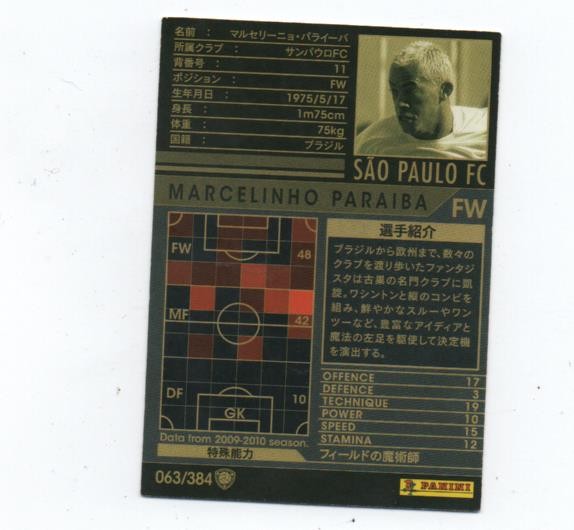 名前 : マルセリーニョ・パライーバ
所属クラブ : サンパウロFC
背番号 : 11
ポジション : FW
生年月日 : 1975/5/17
身長 : 1m75cm
体重 : 75kg
国籍 : ブラジル
SÃO PAULO FC
MARCELINHO PARAIBA FW
FW 48
MF 42
DF 10
GK
Data from 2009-2010 season.
特殊能力
選手紹介
ブラジルから欧州まで、数々の
クラブを渡り歩いたファンタジ
スタは古巣の名門クラブに凱
旋。ワシントンと縦のコンビを
組み、鮮やかなスルーやワン
ツーなど、豊富なアイディアと
魔法の左足を駆使して決定機
を演出する。
OFFENCE 17
DEFENCE 3
TECHNIQUE 19
POWER 10
SPEED 15
STAMINA 12
フィールドの魔術師
063/384
PANINI